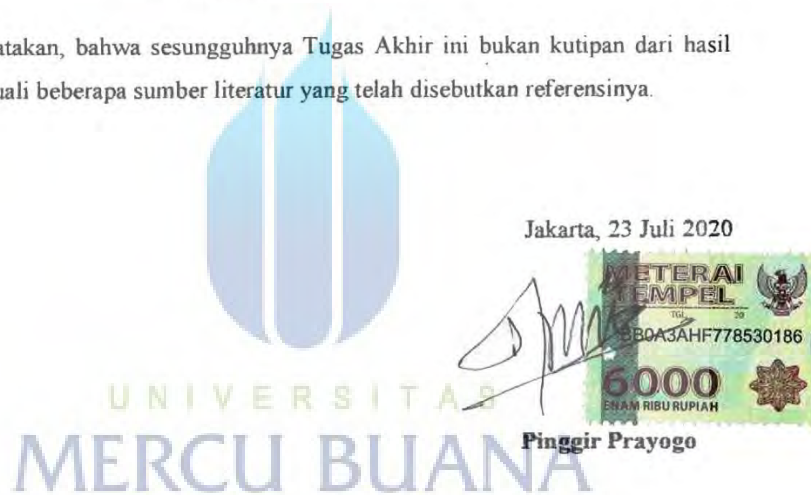 atakan, bahwa sesungguhnya Tugas Akhir ini bukan kutipan dari hasil
uali beberapa sumber literatur yang telah disebutkan referensinya.
Jakarta, 23 Juli 2020
METERAI
TEMPEL
TGL. 20
BB0A3AHF778530186
6000
ENAM RIBU RUPIAH
Pinggir Prayogo
UNIVERSITAS
MERCU BUANA